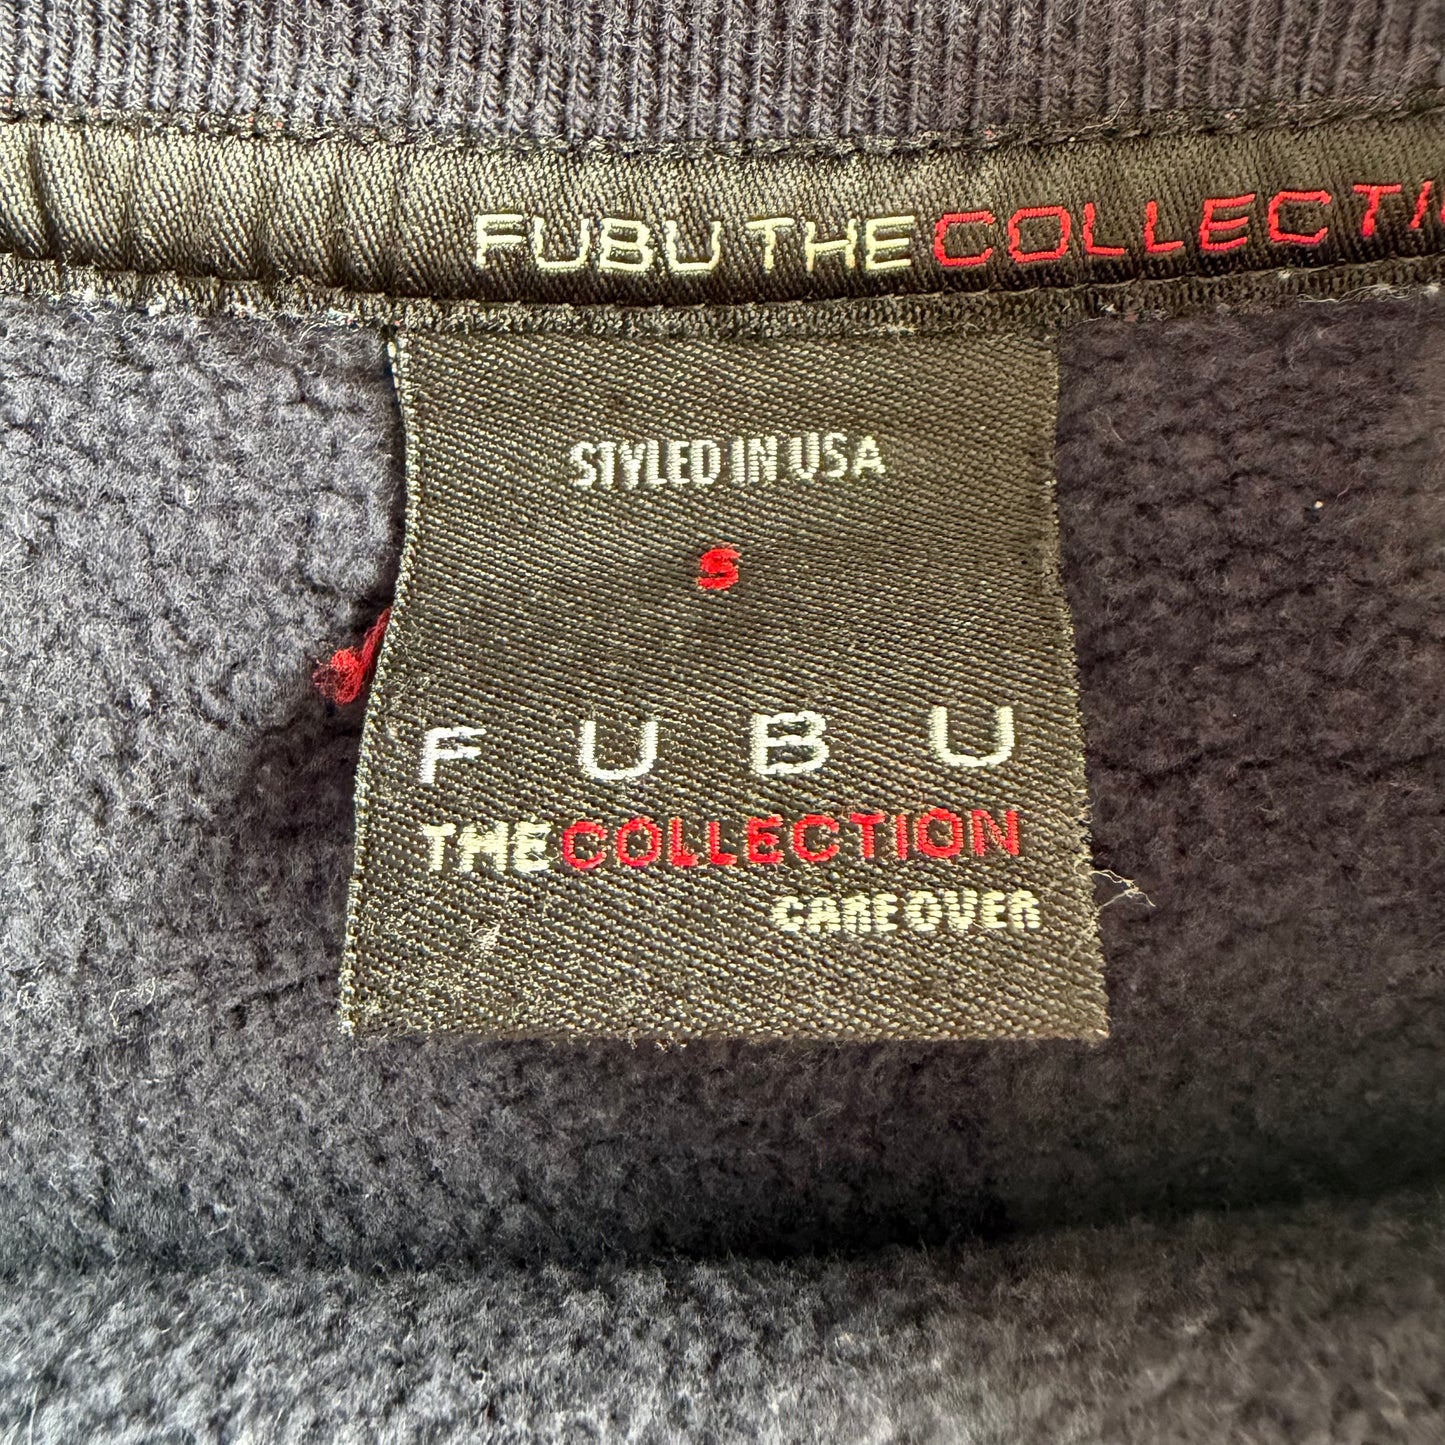 FUBU THE COLLECTI
STYLED IN USA
S
FUBU
THE COLLECTION
CARE OVER